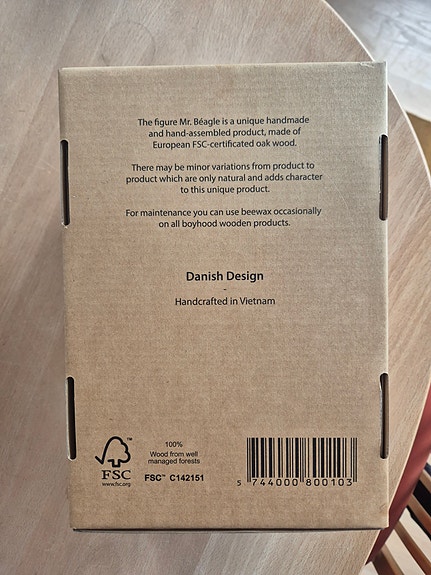 The figure Mr. Béagle is a unique handmade
and hand-assembled product, made of
European FSC-certificated oak wood.
There may be minor variations from product to
product which are only natural and adds character
to this unique product.
For maintenance you can use beewax occasionally
on all boyhood wooden products.
Danish Design
-
Handcrafted in Vietnam
FSC
www.fsc.org
100%
Wood from well
managed forests
FSC™ C142151
5 744000 800103